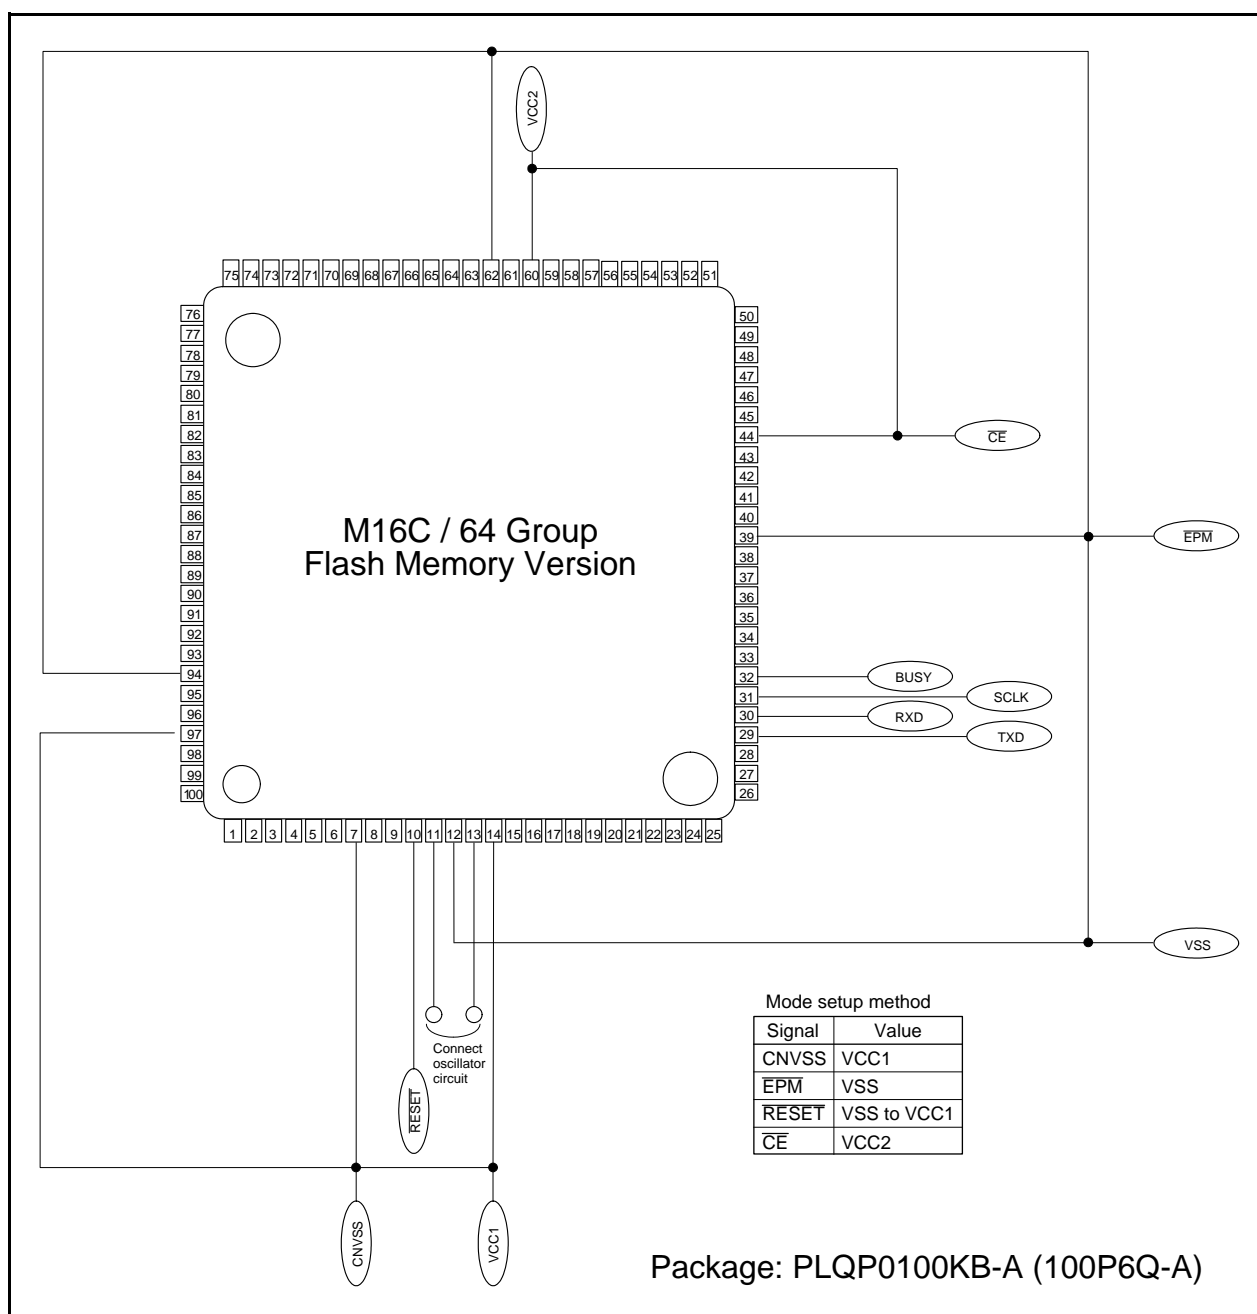 VCC2
75 74 73 72 71 70 69 68 67 66 65 64 63 62 61 60 59 58 57 56 55 54 53 52 51
76
77
78
79
80
81
82
83
84
85
86
87
88
89
90
91
92
93
94
95
96
97
98
99
100
M16C / 64 Group
Flash Memory Version
50
49
48
47
46
45
44
43
42
41
40
39
38
37
36
35
34
33
32
31
30
29
28
27
26
CE
EPM
BUSY
SCLK
RXD
TXD
1 2 3 4 5 6 7 8 9 10 11 12 13 14 15 16 17 18 19 20 21 22 23 24 25
VSS
Connect
oscillator
circuit
RESET
CNVSS
VCC1
Mode setup method
Signal Value
CNVSS VCC1
EPM VSS
RESET VSS to VCC1
CE VCC2
Package: PLQP0100KB-A (100P6Q-A)